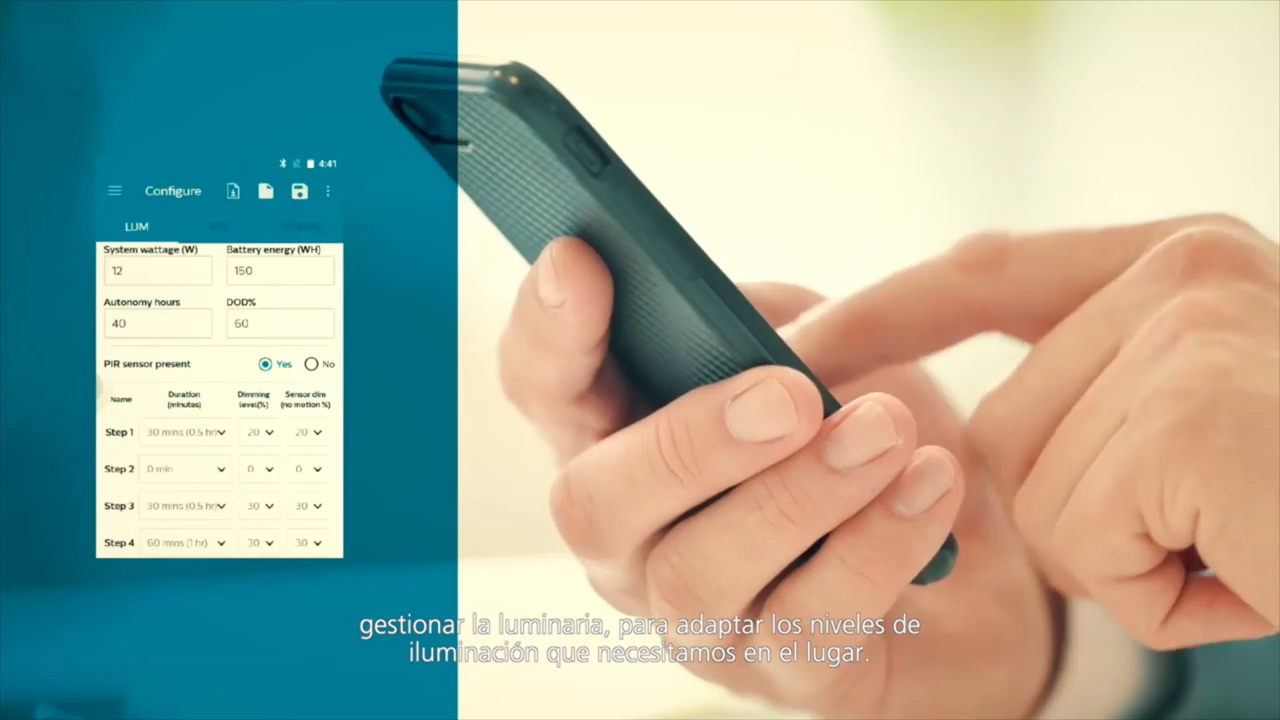 4:41
Configure
LUM
System wattage (W) Battery energy (WH)
12 150
Autonomy hours DOD%
40 60
PIR sensor present Yes No
Name Duration (minutes) Dimming level(%) Sensor dim (no motion %)
Step 1 30 mins (0.5 hr) 20 20
Step 2 0 min 0 0
Step 3 30 mins (0.5 hr) 30 30
Step 4 60 mins (1 hr) 30 30
gestionar la luminaria, para adaptar los niveles de
iluminación que necesitamos en el lugar.